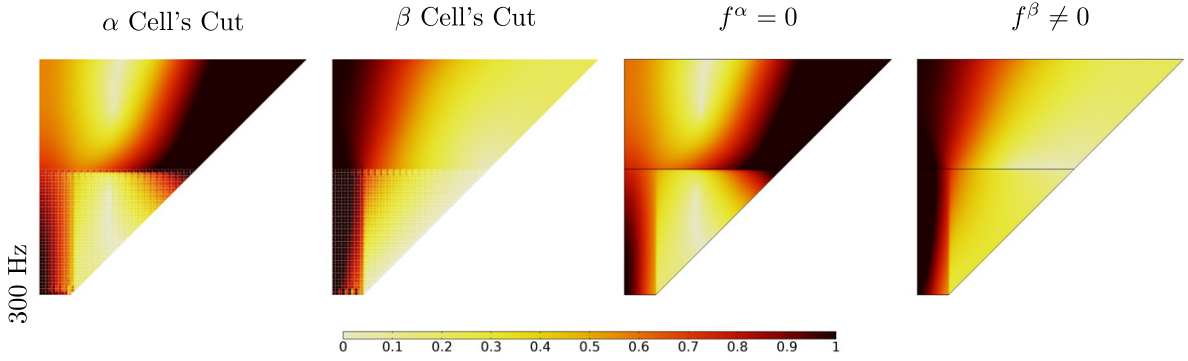 α Cell's Cut
β Cell's Cut
f^α = 0
f^β ≠ 0
300 Hz
0 0.1 0.2 0.3 0.4 0.5 0.6 0.7 0.8 0.9 1